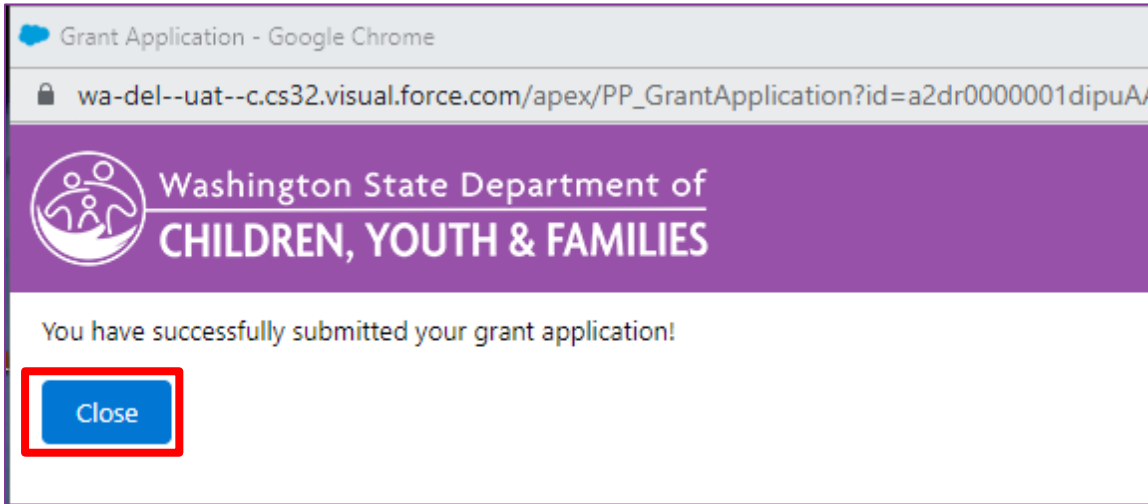 Grant Application - Google Chrome
wa-del--uat--c.cs32.visual.force.com/apex/PP_GrantApplication?id=a2dr0000001dipuA
Washington State Department of
CHILDREN, YOUTH & FAMILIES
You have successfully submitted your grant application!
Close